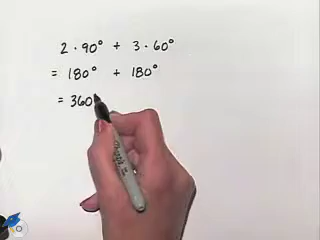 2 · 90° + 3 · 60°
= 180° + 180°
= 360